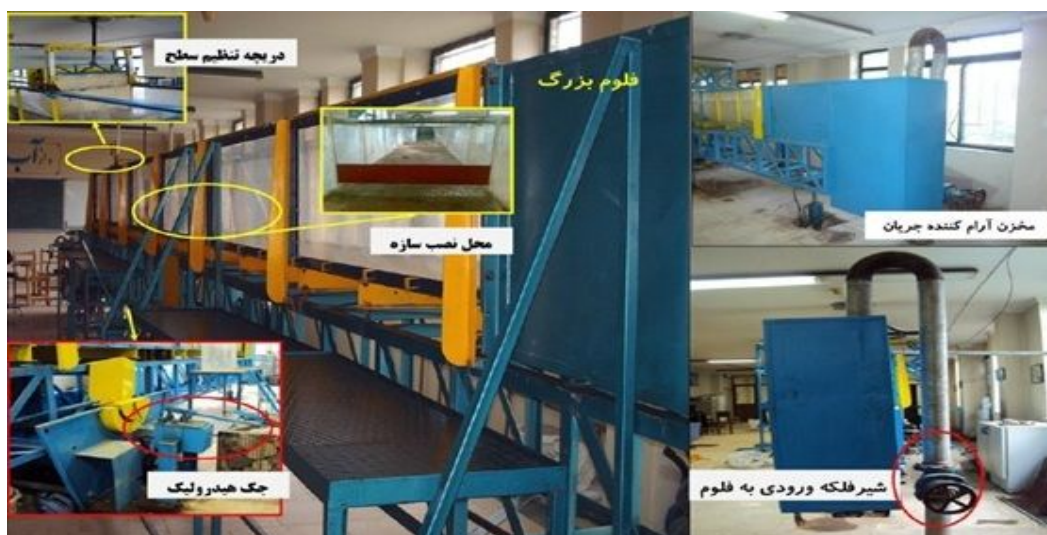 دریچه تنظیم سطح
فلوم بزرگ
محل نصب سازه
جک هیدرولیک
مخزن آرام کننده جریان
شیرفلکه ورودی به فلوم